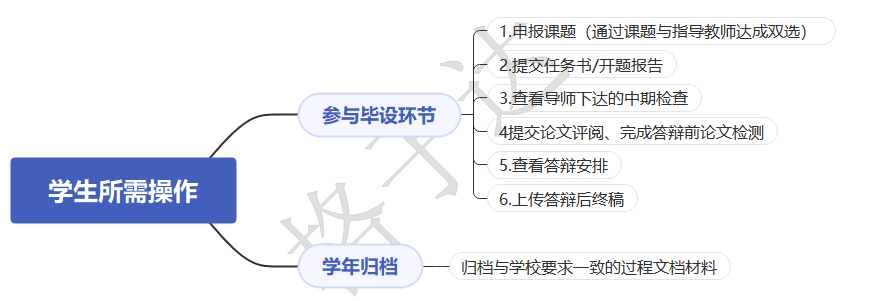 学生所需操作
参与毕设环节
1.申报课题（通过课题与指导教师达成双选）
2.提交任务书/开题报告
3.查看导师下达的中期检查
4提交论文评阅、完成答辩前论文检测
5.查看答辩安排
6.上传答辩后终稿
学年归档
归档与学校要求一致的过程文档材料
格子达